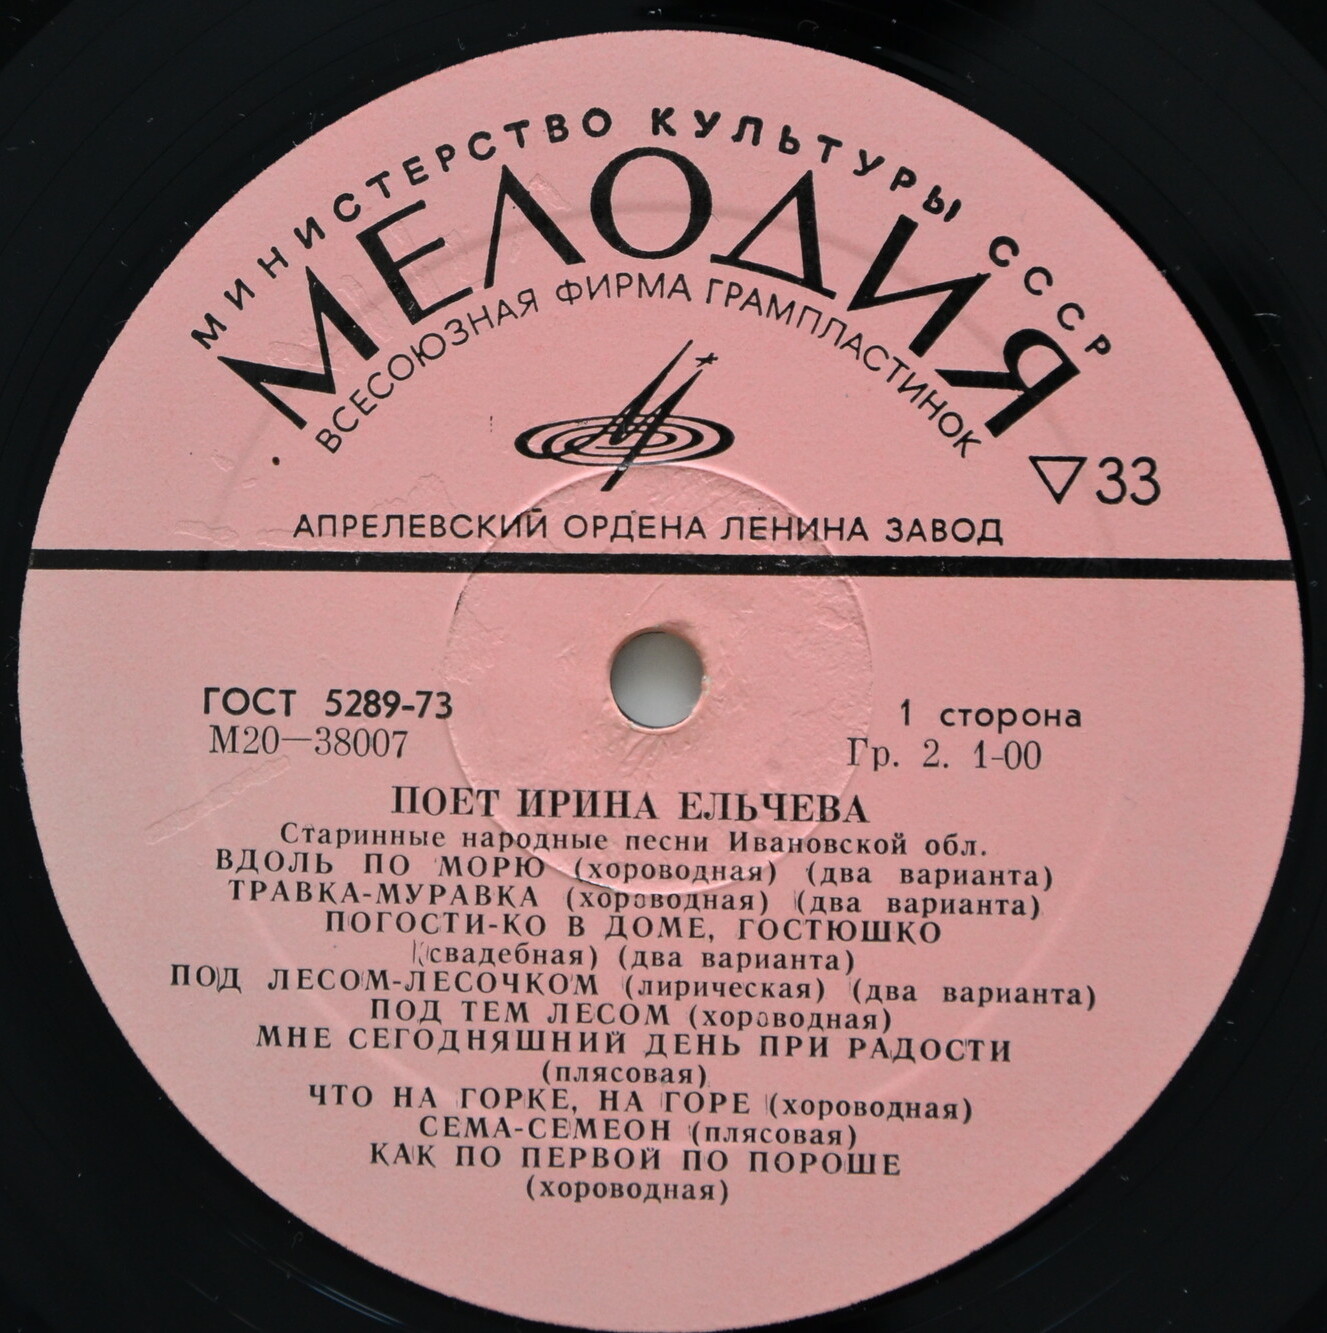 МИНИСТЕРСТВО КУЛЬТУРЫ СССР
МЕЛОДИЯ
ВСЕСОЮЗНАЯ ФИРМА ГРАМПЛАСТИНОК
▽33
АПРЕЛЕВСКИЙ ОРДЕНА ЛЕНИНА ЗАВОД
ГОСТ 5289-73
М20—38007
1 сторона
Гр. 2. 1-00
ПОЕТ ИРИНА ЕЛЬЧЕВА
Старинные народные песни Ивановской обл.
ВДОЛЬ ПО МОРЮ (хороводная) (два варианта)
ТРАВКА-МУРАВКА (хороводная) (два варианта)
ПОГОСТИ-КО В ДОМЕ, ГОСТЮШКО
(свадебная) (два варианта)
ПОД ЛЕСОМ-ЛЕСОЧКОМ (лирическая) (два варианта)
ПОД ТЕМ ЛЕСОМ (хороводная)
МНЕ СЕГОДНЯШНИЙ ДЕНЬ ПРИ РАДОСТИ
(плясовая)
ЧТО НА ГОРКЕ, НА ГОРЕ (хороводная)
СЕМА-СЕМЕОН (плясовая)
КАК ПО ПЕРВОЙ ПО ПОРОШЕ
(хороводная)